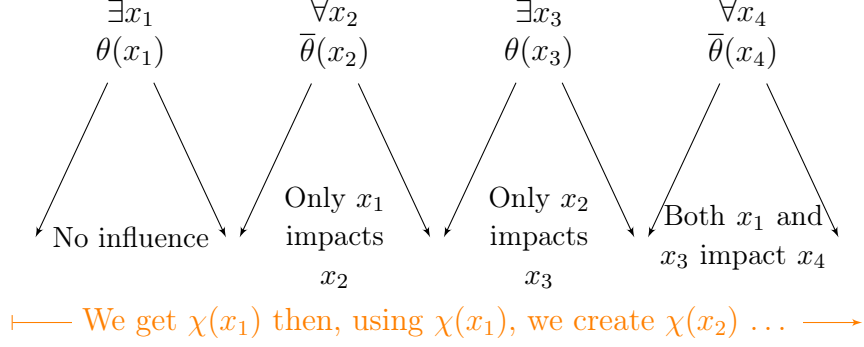 ∃x₁ ∀x₂ ∃x₃ ∀x₄
θ(x₁) θ̅(x₂) θ(x₃) θ̅(x₄)
No influence
Only x₁
impacts
x₂
Only x₂
impacts
x₃
Both x₁ and
x₃ impact x₄
We get χ(x₁) then, using χ(x₁), we create χ(x₂) …